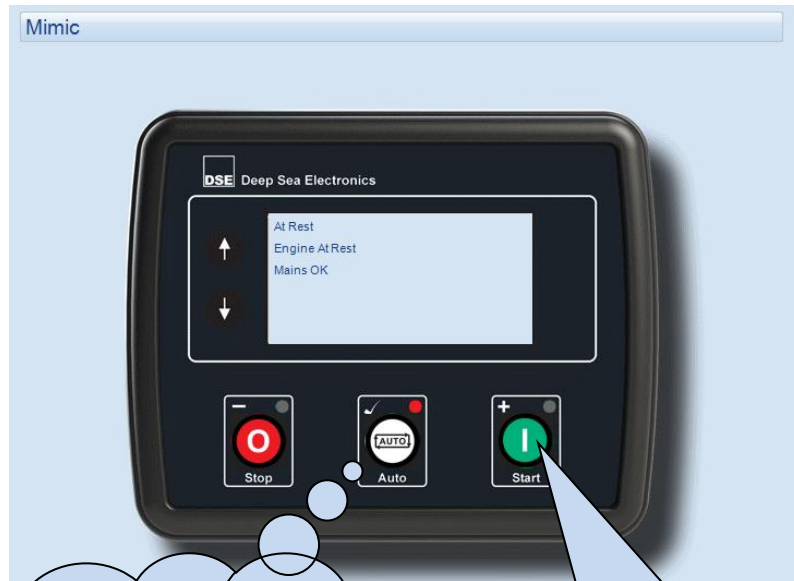 Mimic
DSE Deep Sea Electronics
At Rest
Engine At Rest
Mains OK
Stop
AUTO
Auto
Start